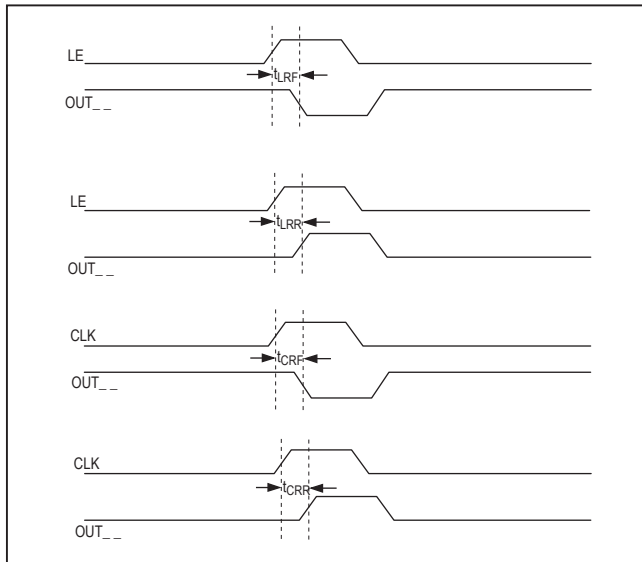 LE
tLRF
OUT_ _
LE
tLRR
OUT_ _
CLK
tCRF
OUT_ _
CLK
tCRR
OUT_ _